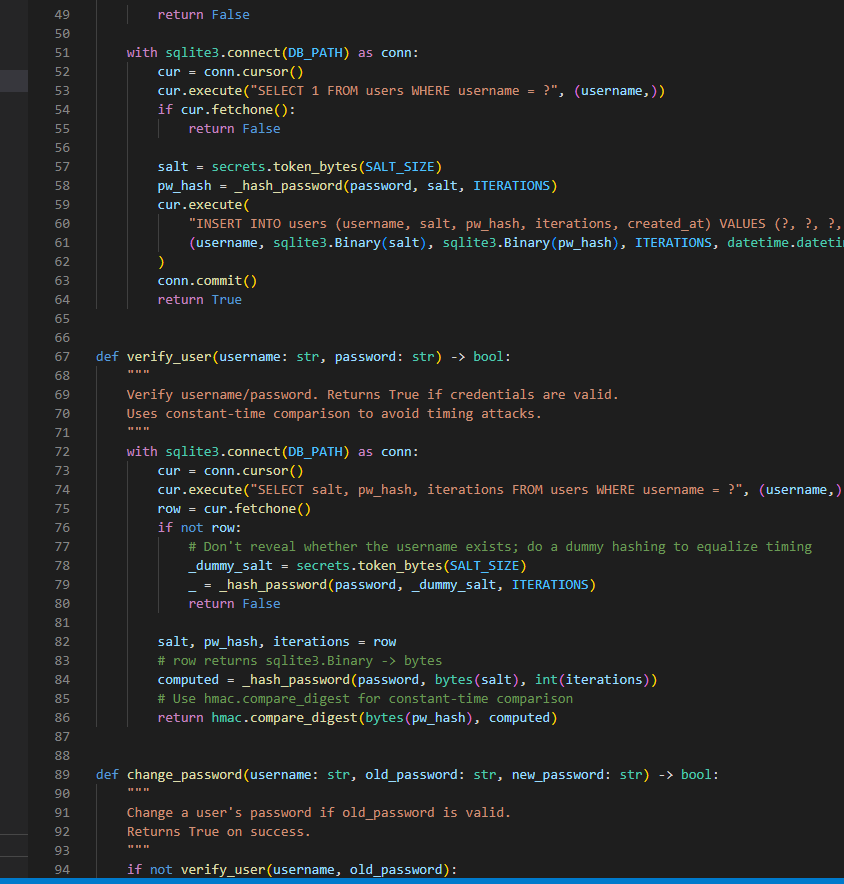 49 return False
50
51 with sqlite3.connect(DB_PATH) as conn:
52 cur = conn.cursor()
53 cur.execute("SELECT 1 FROM users WHERE username = ?", (username,))
54 if cur.fetchone():
55 return False
56
57 salt = secrets.token_bytes(SALT_SIZE)
58 pw_hash = _hash_password(password, salt, ITERATIONS)
59 cur.execute(
60 "INSERT INTO users (username, salt, pw_hash, iterations, created_at) VALUES (?, ?, ?,
61 (username, sqlite3.Binary(salt), sqlite3.Binary(pw_hash), ITERATIONS, datetime.dateti
62 )
63 conn.commit()
64 return True
65
66
67 def verify_user(username: str, password: str) -> bool:
68 """
69 Verify username/password. Returns True if credentials are valid.
70 Uses constant-time comparison to avoid timing attacks.
71 """
72 with sqlite3.connect(DB_PATH) as conn:
73 cur = conn.cursor()
74 cur.execute("SELECT salt, pw_hash, iterations FROM users WHERE username = ?", (username,)
75 row = cur.fetchone()
76 if not row:
77 # Don't reveal whether the username exists; do a dummy hashing to equalize timing
78 _dummy_salt = secrets.token_bytes(SALT_SIZE)
79 _ = _hash_password(password, _dummy_salt, ITERATIONS)
80 return False
81
82 salt, pw_hash, iterations = row
83 # row returns sqlite3.Binary -> bytes
84 computed = _hash_password(password, bytes(salt), int(iterations))
85 # Use hmac.compare_digest for constant-time comparison
86 return hmac.compare_digest(bytes(pw_hash), computed)
87
88
89 def change_password(username: str, old_password: str, new_password: str) -> bool:
90 """
91 Change a user's password if old_password is valid.
92 Returns True on success.
93 """
94 if not verify_user(username, old_password):